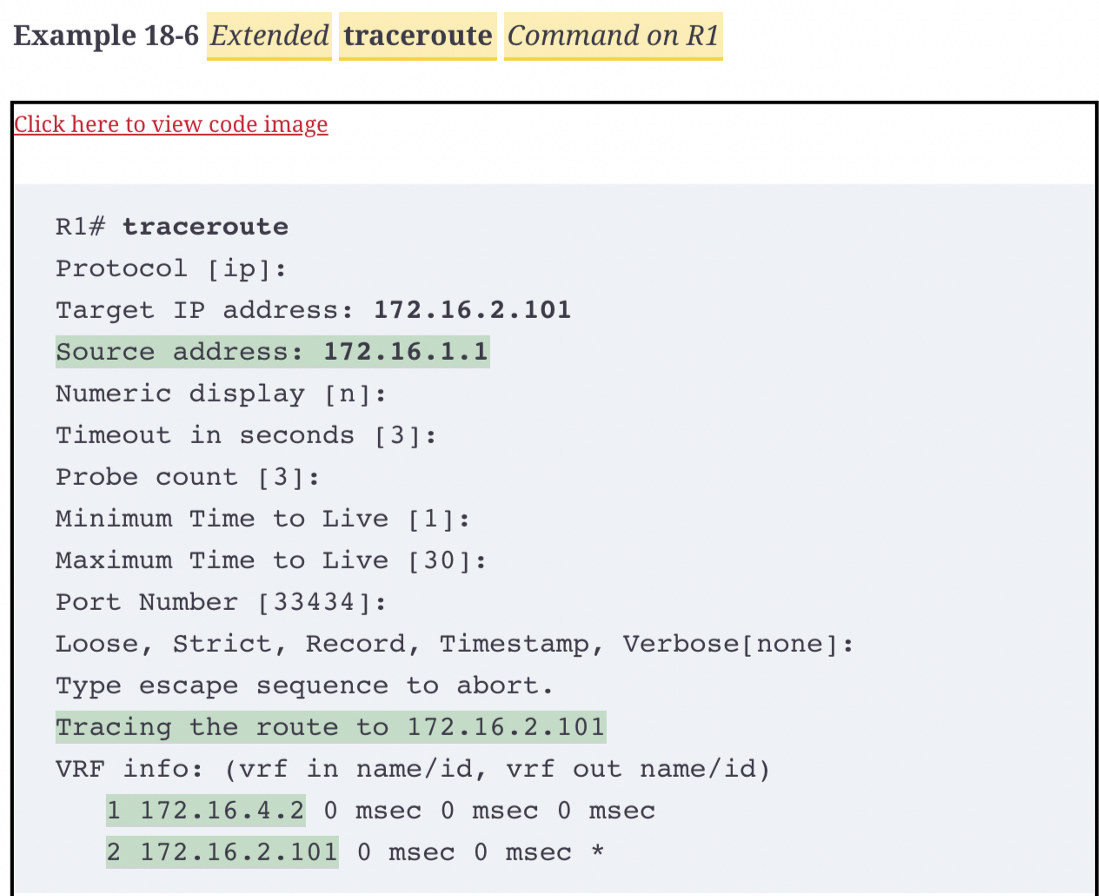 Example 18-6 Extended traceroute Command on R1
Click here to view code image
R1# traceroute
Protocol [ip]:
Target IP address: 172.16.2.101
Source address: 172.16.1.1
Numeric display [n]:
Timeout in seconds [3]:
Probe count [3]:
Minimum Time to Live [1]:
Maximum Time to Live [30]:
Port Number [33434]:
Loose, Strict, Record, Timestamp, Verbose[none]:
Type escape sequence to abort.
Tracing the route to 172.16.2.101
VRF info: (vrf in name/id, vrf out name/id)
1 172.16.4.2 0 msec 0 msec 0 msec
2 172.16.2.101 0 msec 0 msec *